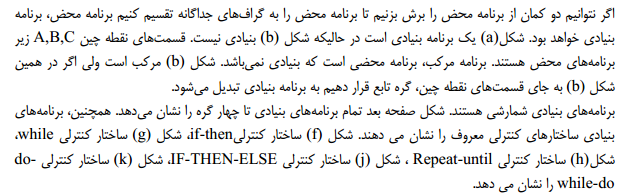 اگر نتوانیم دو کمان از برنامه محض را برش بزنیم تا برنامه محض را به گراف‌های جداگانه تقسیم کنیم برنامه محض، برنامه
بنیادی خواهد بود. شکل(a) یک برنامه بنیادی است در حالیکه شکل (b) بنیادی نیست. قسمت‌های نقطه چین A,B,C زیر
برنامه‌های محض هستند. برنامه مرکب، برنامه محضی است که بنیادی نمی‌باشد. شکل (b) مرکب است ولی اگر در همین
شکل (b) به جای قسمت‌های نقطه چین، گره تابع قرار دهیم به برنامه بنیادی تبدیل می‌شود.
برنامه‌های بنیادی شمارشی هستند. شکل صفحه بعد تمام برنامه‌های بنیادی تا چهار گره را نشان می‌دهد. همچنین، برنامه‌های
بنیادی ساختارهای کنترلی معروف را نشان می دهند. شکل (f) ساختار کنترلیif-then، شکل (g) ساختار کنترلی while،
شکل(h) ساختار کنترلی Repeat-until ، شکل (j) ساختار کنترلی IF-THEN-ELSE، شکل (k) ساختار کنترلی do-
while-do را نشان می دهد.